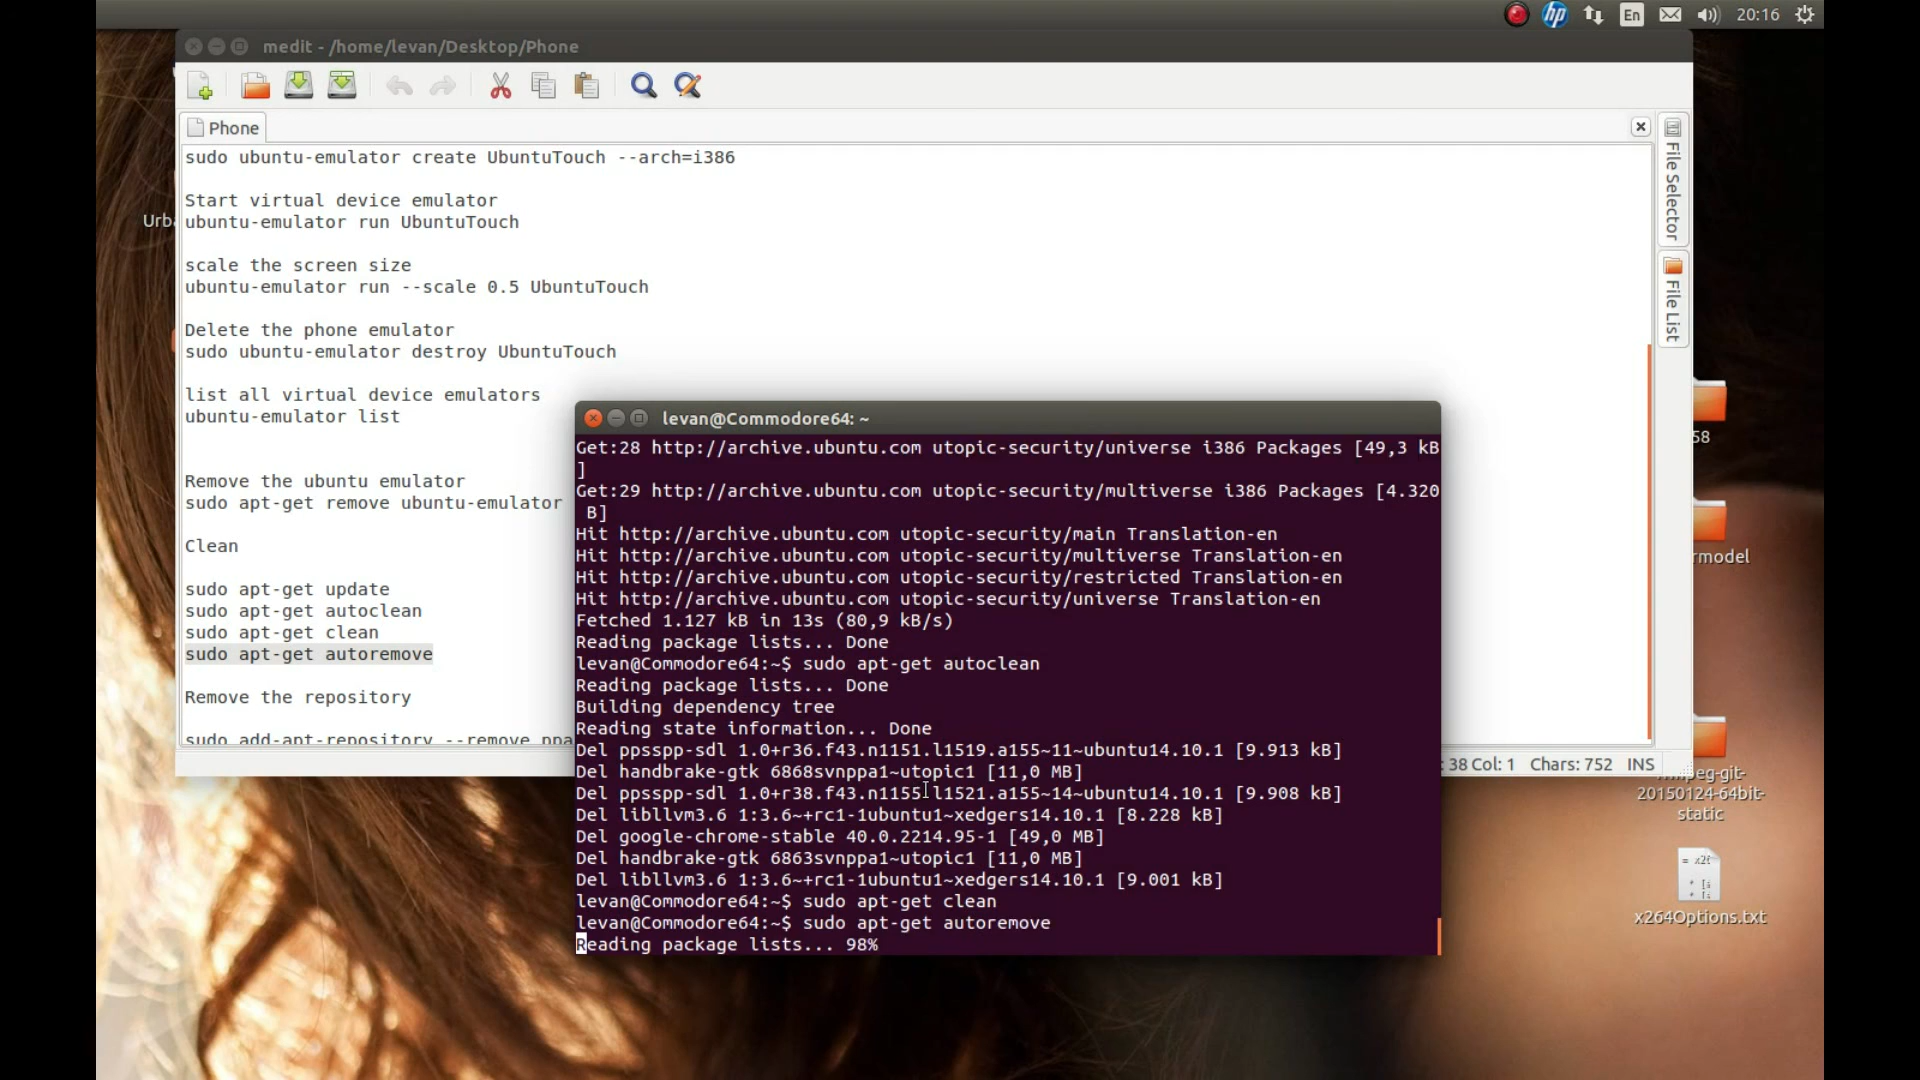 hp
En
20:16
medit - /home/levan/Desktop/Phone
Phone
sudo ubuntu-emulator create UbuntuTouch --arch=i386
Start virtual device emulator
ubuntu-emulator run UbuntuTouch
scale the screen size
ubuntu-emulator run --scale 0.5 UbuntuTouch
Delete the phone emulator
sudo ubuntu-emulator destroy UbuntuTouch
list all virtual device emulators
ubuntu-emulator list
Remove the ubuntu emulator
sudo apt-get remove ubuntu-emulator
Clean
sudo apt-get update
sudo apt-get autoclean
sudo apt-get clean
sudo apt-get autoremove
Remove the repository
sudo add-apt-repository --remove ppa
File Selector
File List
38 Col: 1 Chars: 752 INS
levan@Commodore64: ~
Get:28 http://archive.ubuntu.com utopic-security/universe i386 Packages [49,3 kB
]
Get:29 http://archive.ubuntu.com utopic-security/multiverse i386 Packages [4.320
B]
Hit http://archive.ubuntu.com utopic-security/main Translation-en
Hit http://archive.ubuntu.com utopic-security/multiverse Translation-en
Hit http://archive.ubuntu.com utopic-security/restricted Translation-en
Hit http://archive.ubuntu.com utopic-security/universe Translation-en
Fetched 1.127 kB in 13s (80,9 kB/s)
Reading package lists... Done
levan@Commodore64:~$ sudo apt-get autoclean
Reading package lists... Done
Building dependency tree
Reading state information... Done
Del ppsspp-sdl 1.0+r36.f43.n1151.l1519.a155~11~ubuntu14.10.1 [9.913 kB]
Del handbrake-gtk 6868svnppa1~utopic1 [11,0 MB]
Del ppsspp-sdl 1.0+r38.f43.n1155.l1521.a155~14~ubuntu14.10.1 [9.908 kB]
Del libllvm3.6 1:3.6~+rc1-1ubuntu1~xedgers14.10.1 [8.228 kB]
Del google-chrome-stable 40.0.2214.95-1 [49,0 MB]
Del handbrake-gtk 6863svnppa1~utopic1 [11,0 MB]
Del libllvm3.6 1:3.6~+rc1-1ubuntu1~xedgers14.10.1 [9.001 kB]
levan@Commodore64:~$ sudo apt-get clean
levan@Commodore64:~$ sudo apt-get autoremove
Reading package lists... 98%
Urba
58
rmodel
peg-git-
20150124-64bit-
static
x264Options.txt